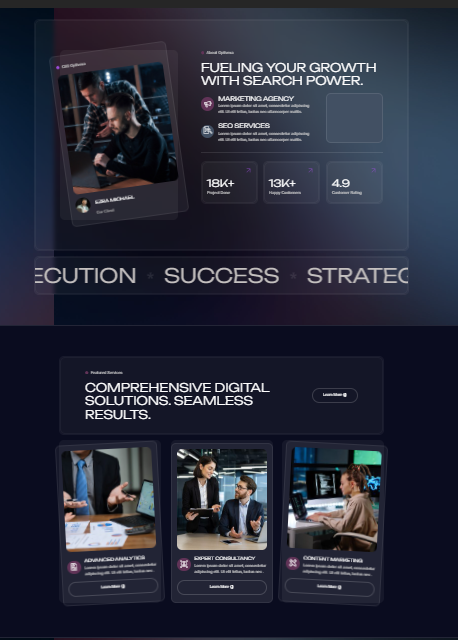 SEO Optimus
About Optimus
FUELING YOUR GROWTH
WITH SEARCH POWER.
MARKETING AGENCY
Lorem ipsum dolor sit amet, consectetur adipiscing
elit. Ut elit tellus, luctus nec ullamcorper mattis.
SEO SERVICES
Lorem ipsum dolor sit amet, consectetur adipiscing
elit. Ut elit tellus, luctus nec ullamcorper mattis.
18K+
Project Done
13K+
Happy Customers
4.9
Customer Rating
EZRA MICHAEL
ECUTION SUCCESS STRATEG
Featured Services
COMPREHENSIVE DIGITAL
SOLUTIONS. SEAMLESS
RESULTS.
Learn More
ADVANCED ANALYTICS
Lorem ipsum dolor sit amet, consectetur
adipiscing elit. Ut elit tellus, luctus nec.
Learn More
EXPERT CONSULTANCY
Lorem ipsum dolor sit amet, consectetur
adipiscing elit. Ut elit tellus, luctus nec.
Learn More
CONTENT MARKETING
Lorem ipsum dolor sit amet, consectetur
adipiscing elit. Ut elit tellus, luctus nec.
Learn More